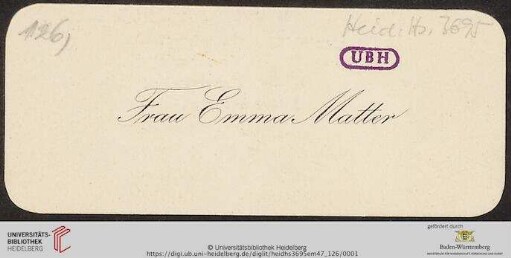 126)
Heid. Hs. 3695
UBH
Frau Emma Matter
gefördert durch
UNIVERSITÄTS-
BIBLIOTHEK
HEIDELBERG
© Universitätsbibliothek Heidelberg
https://digi.ub.uni-heidelberg.de/diglit/heidhs3695em47_126/0001
Baden-Württemberg